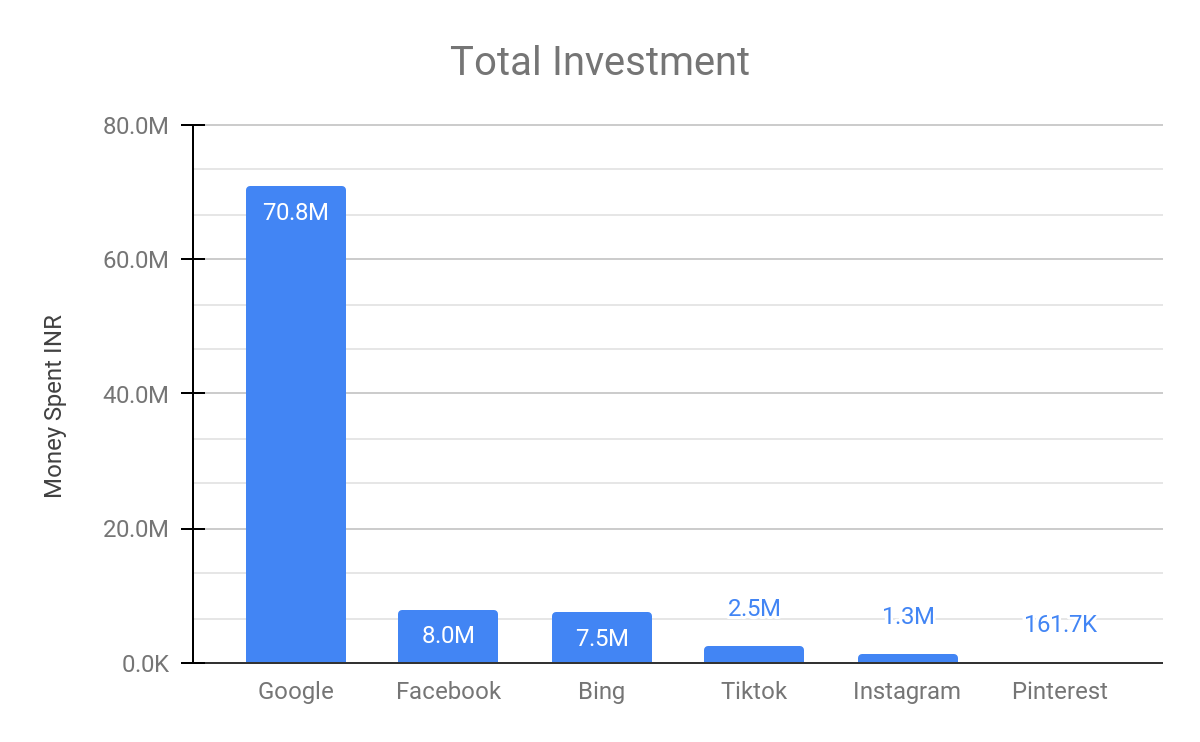 Total Investment
Money Spent INR
80.0M
60.0M
40.0M
20.0M
0.0K
70.8M
8.0M
7.5M
2.5M
1.3M
161.7K
Google
Facebook
Bing
Tiktok
Instagram
Pinterest